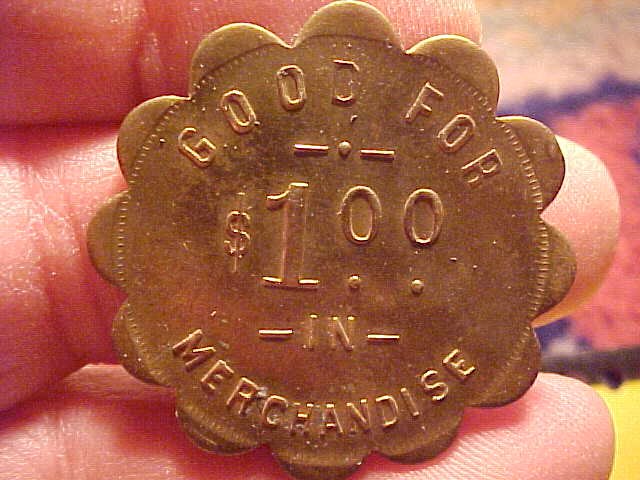 GOOD FOR
$1.00
- IN -
MERCHANDISE